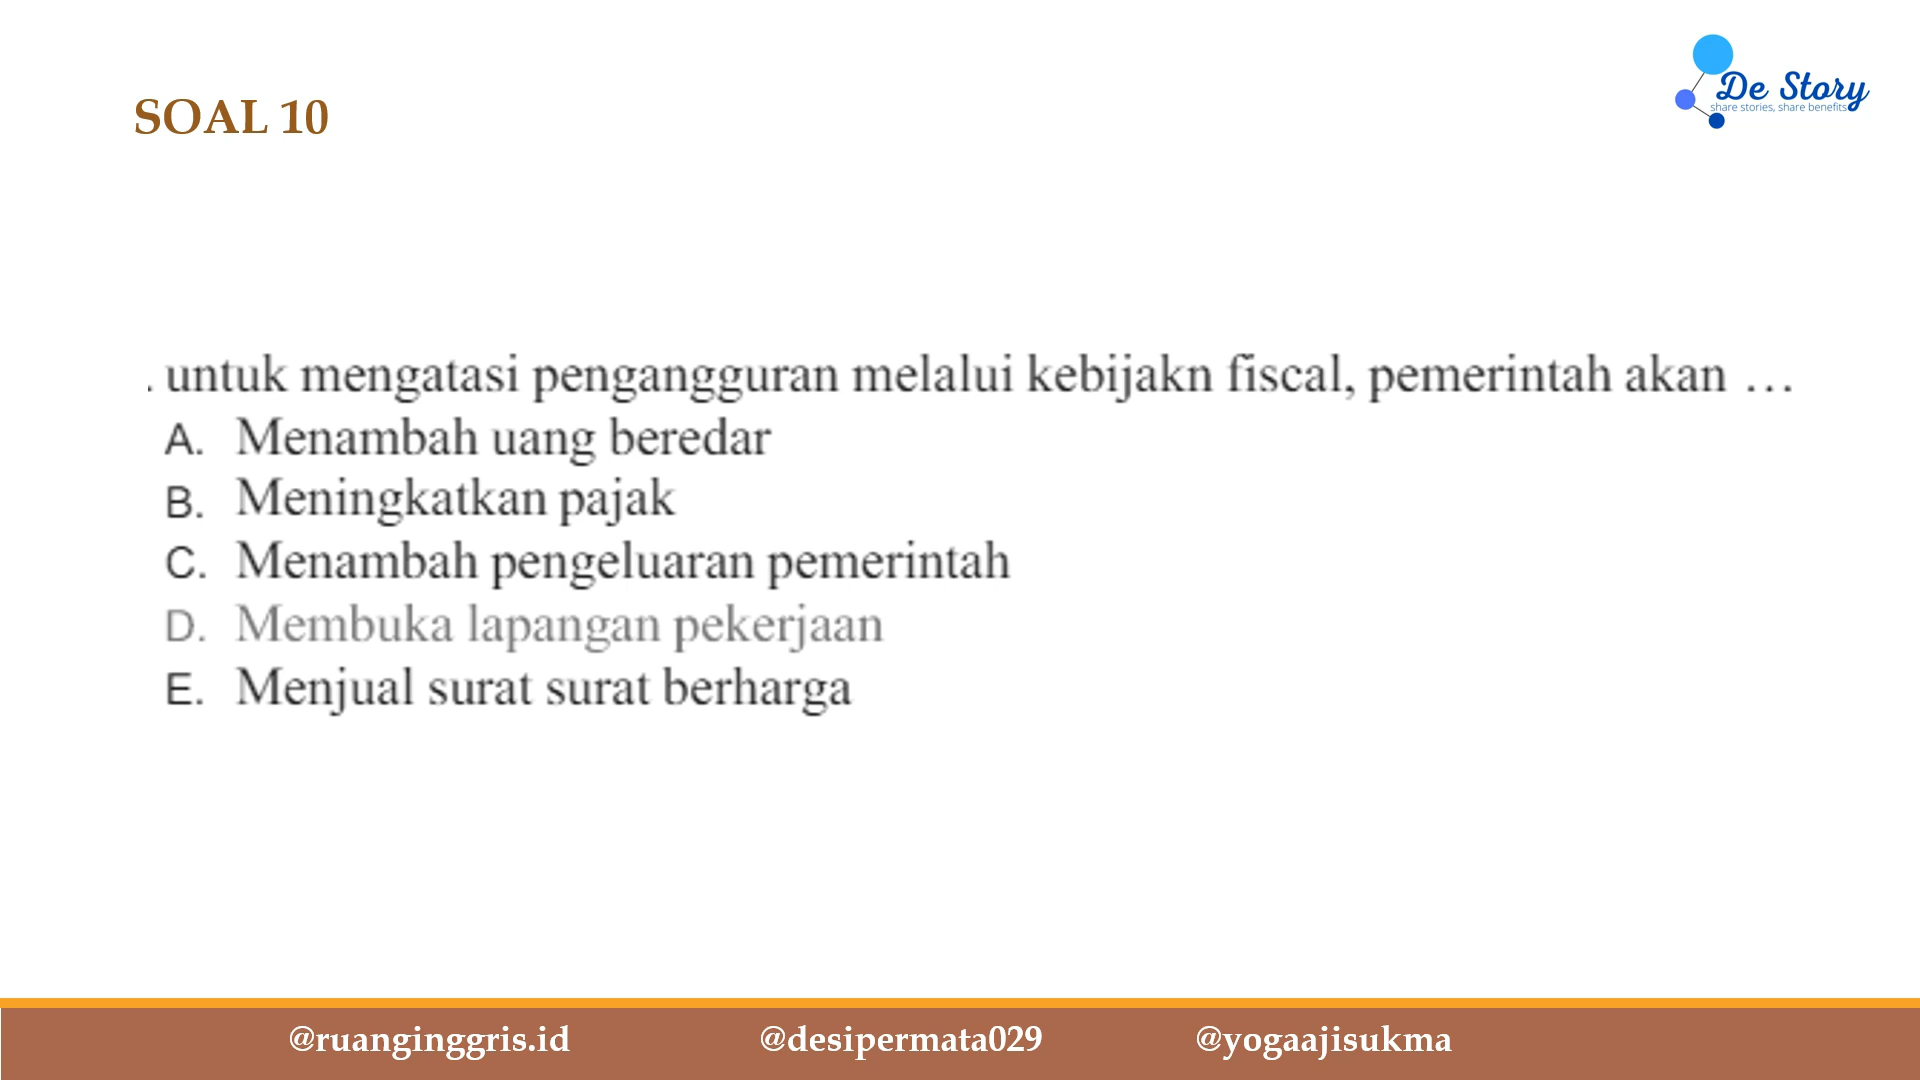 De Story
share stories, share benefits
SOAL 10
. untuk mengatasi pengangguran melalui kebijakn fiscal, pemerintah akan …
A. Menambah uang beredar
B. Meningkatkan pajak
C. Menambah pengeluaran pemerintah
D. Membuka lapangan pekerjaan
E. Menjual surat surat berharga
@ruanginggris.id @desipermata029 @yogaajisukma